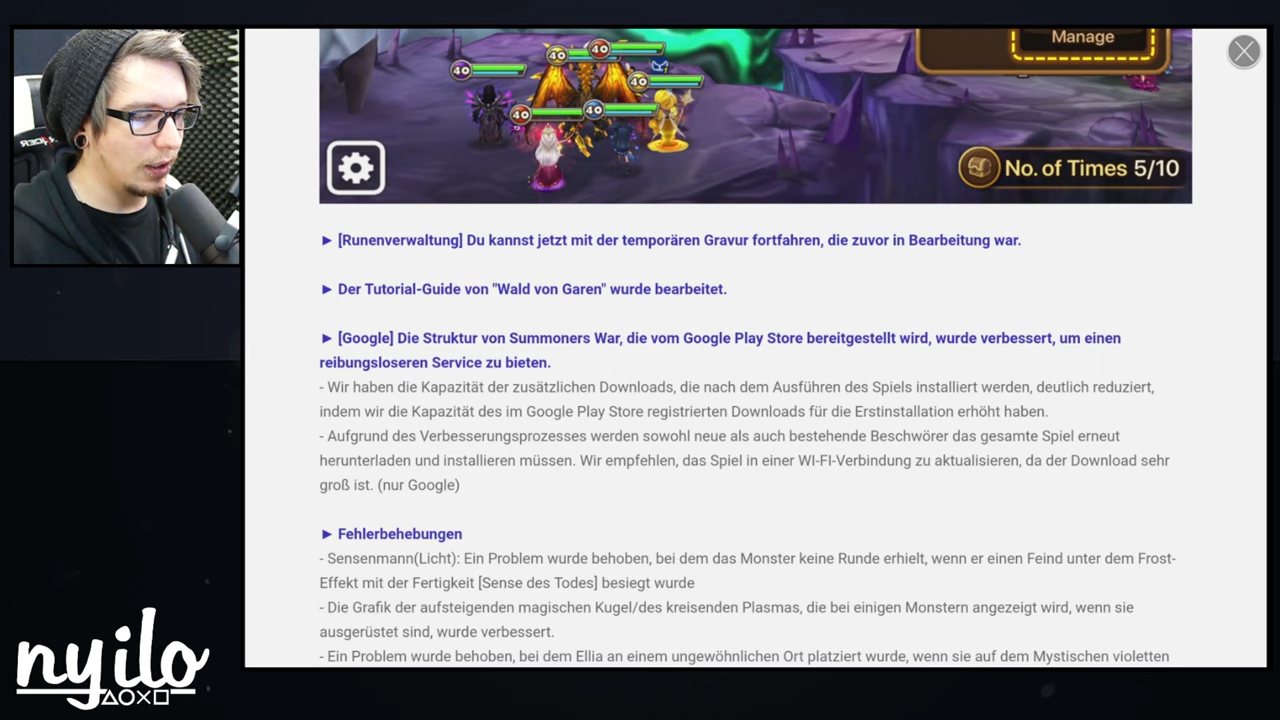 Manage
40
40
40
40
40
40
No. of Times 5/10
► [Runenverwaltung] Du kannst jetzt mit der temporären Gravur fortfahren, die zuvor in Bearbeitung war.
► Der Tutorial-Guide von "Wald von Garen" wurde bearbeitet.
► [Google] Die Struktur von Summoners War, die vom Google Play Store bereitgestellt wird, wurde verbessert, um einen
reibungsloseren Service zu bieten.
- Wir haben die Kapazität der zusätzlichen Downloads, die nach dem Ausführen des Spiels installiert werden, deutlich reduziert,
indem wir die Kapazität des im Google Play Store registrierten Downloads für die Erstinstallation erhöht haben.
- Aufgrund des Verbesserungsprozesses werden sowohl neue als auch bestehende Beschwörer das gesamte Spiel erneut
herunterladen und installieren müssen. Wir empfehlen, das Spiel in einer WI-FI-Verbindung zu aktualisieren, da der Download sehr
groß ist. (nur Google)
► Fehlerbehebungen
- Sensenmann(Licht): Ein Problem wurde behoben, bei dem das Monster keine Runde erhielt, wenn er einen Feind unter dem Frost-
Effekt mit der Fertigkeit [Sense des Todes] besiegt wurde
- Die Grafik der aufsteigenden magischen Kugel/des kreisenden Plasmas, die bei einigen Monstern angezeigt wird, wenn sie
ausgerüstet sind, wurde verbessert.
- Ein Problem wurde behoben, bei dem Ellia an einem ungewöhnlichen Ort platziert wurde, wenn sie auf dem Mystischen violetten
nyilo